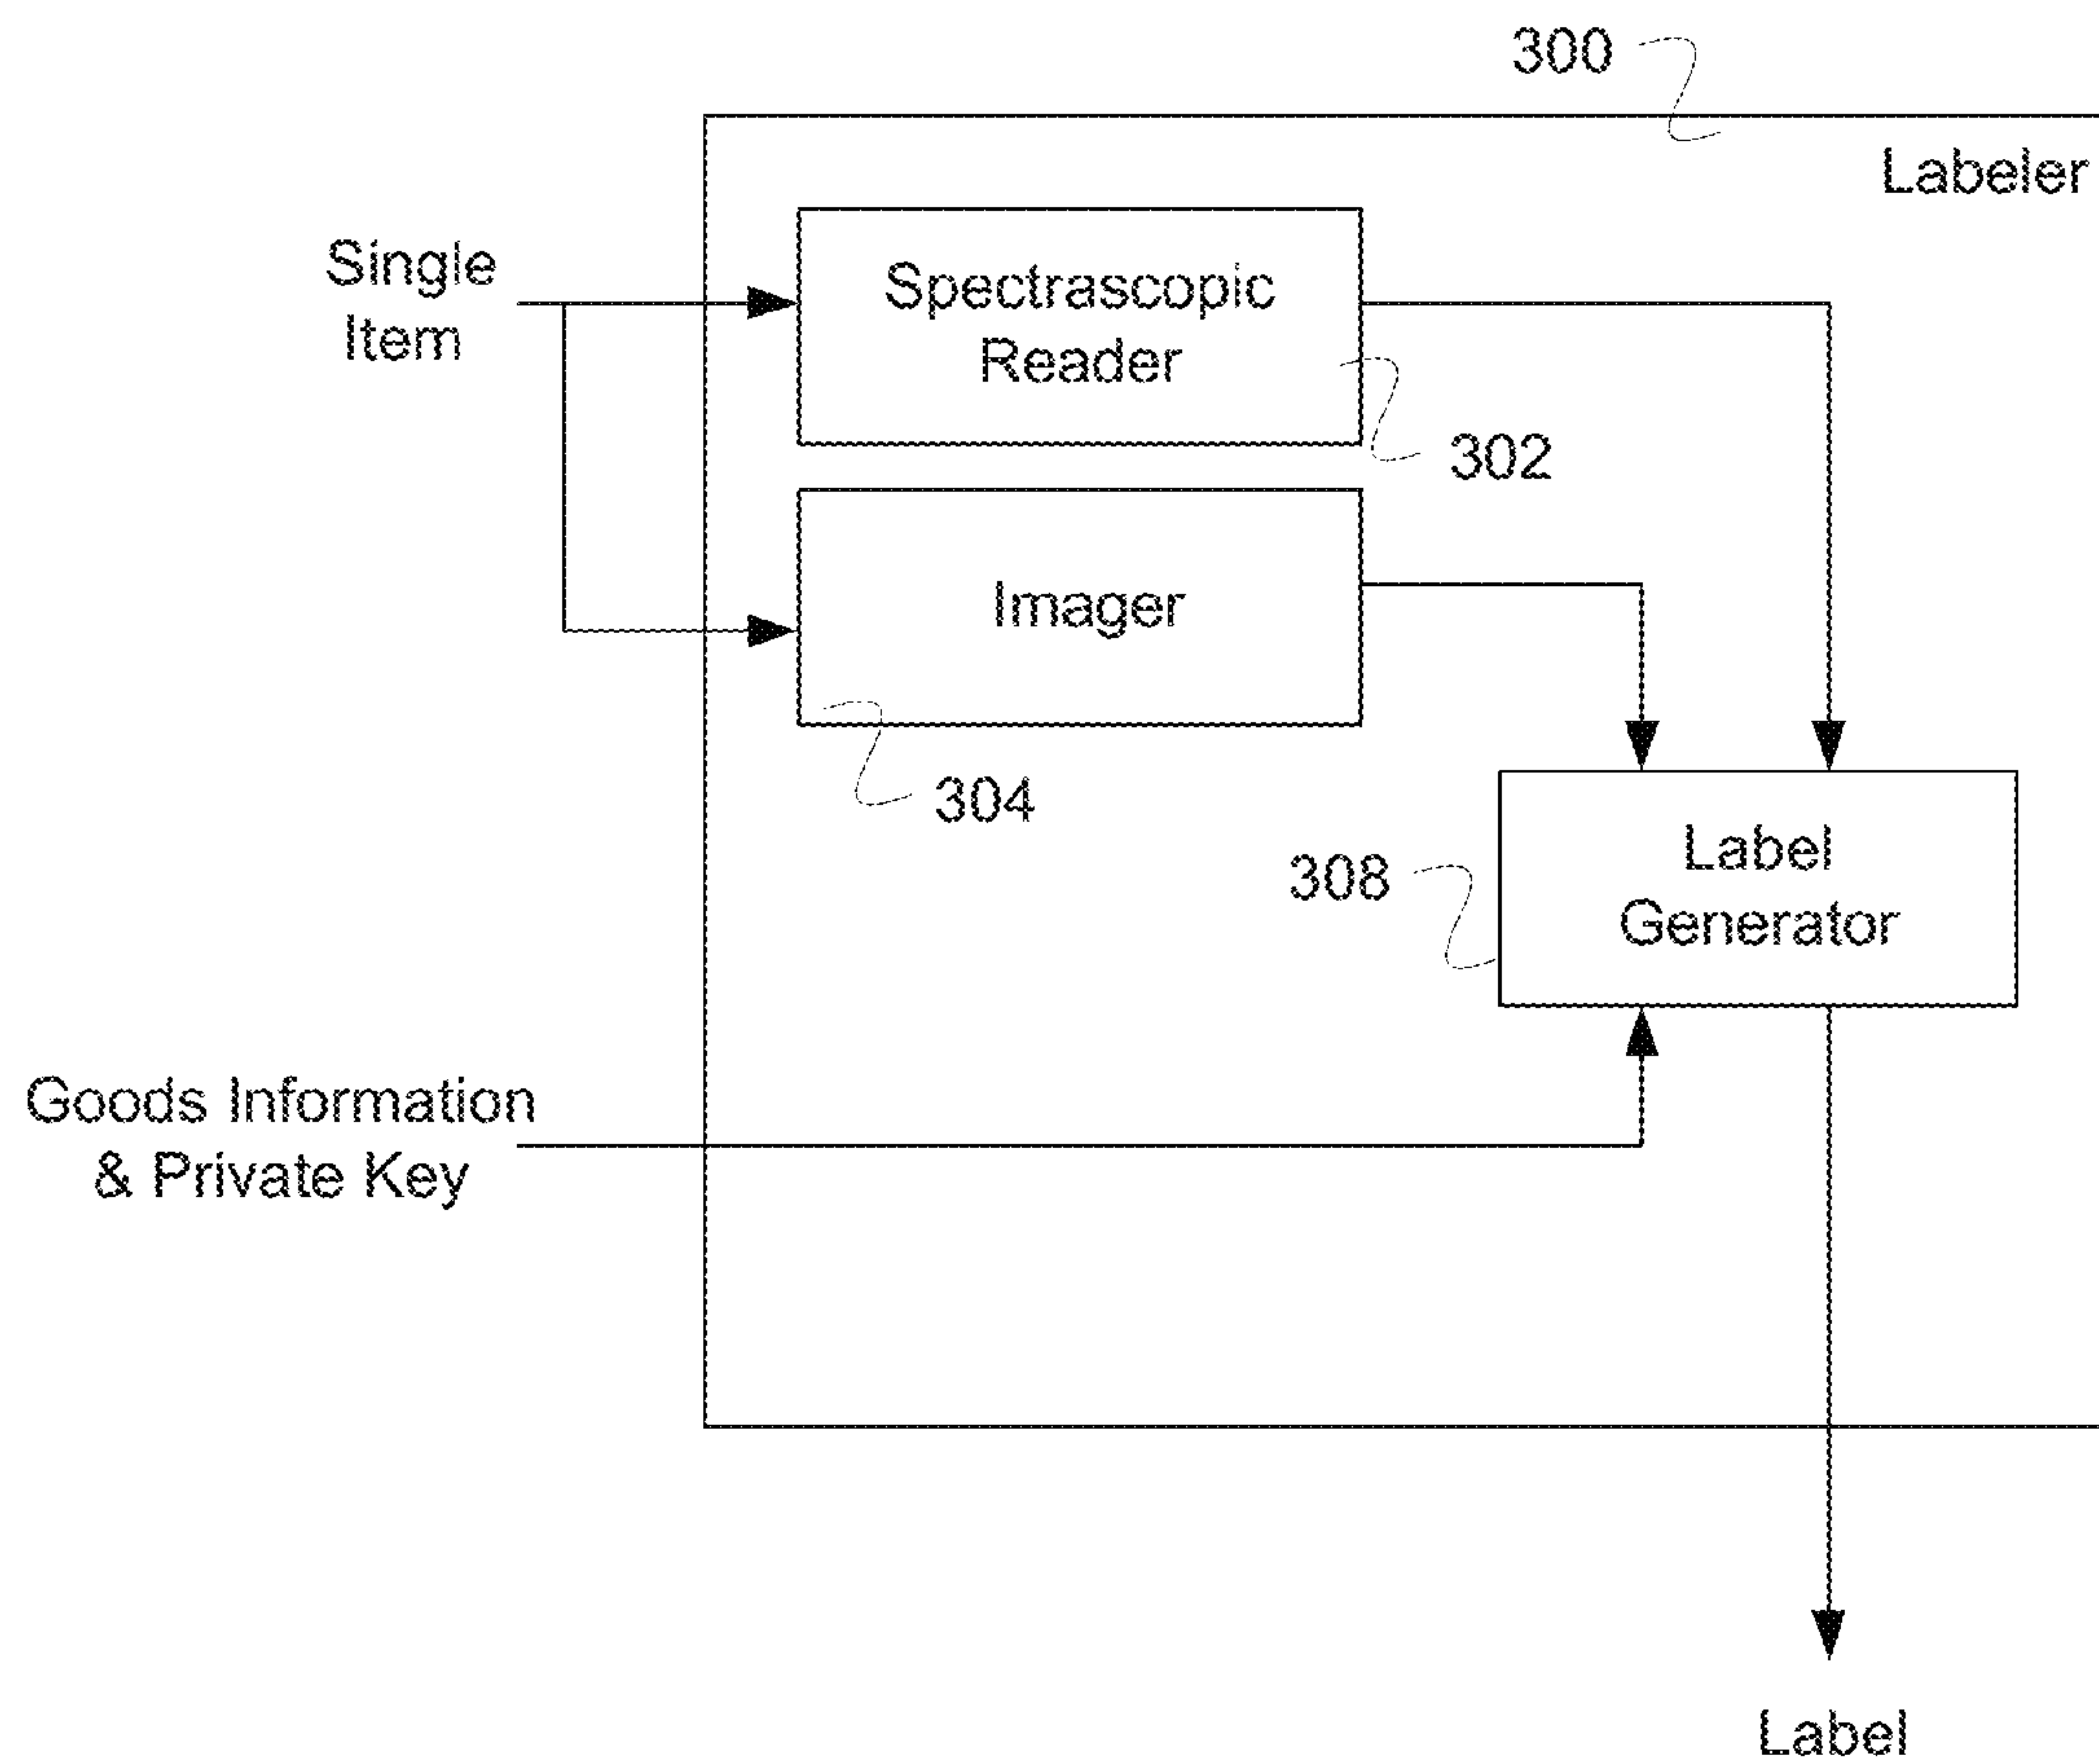 300
Labeler
Single
Item
Spectrascopic
Reader
302
Imager
304
308
Label
Generator
Goods Information
& Private Key
Label